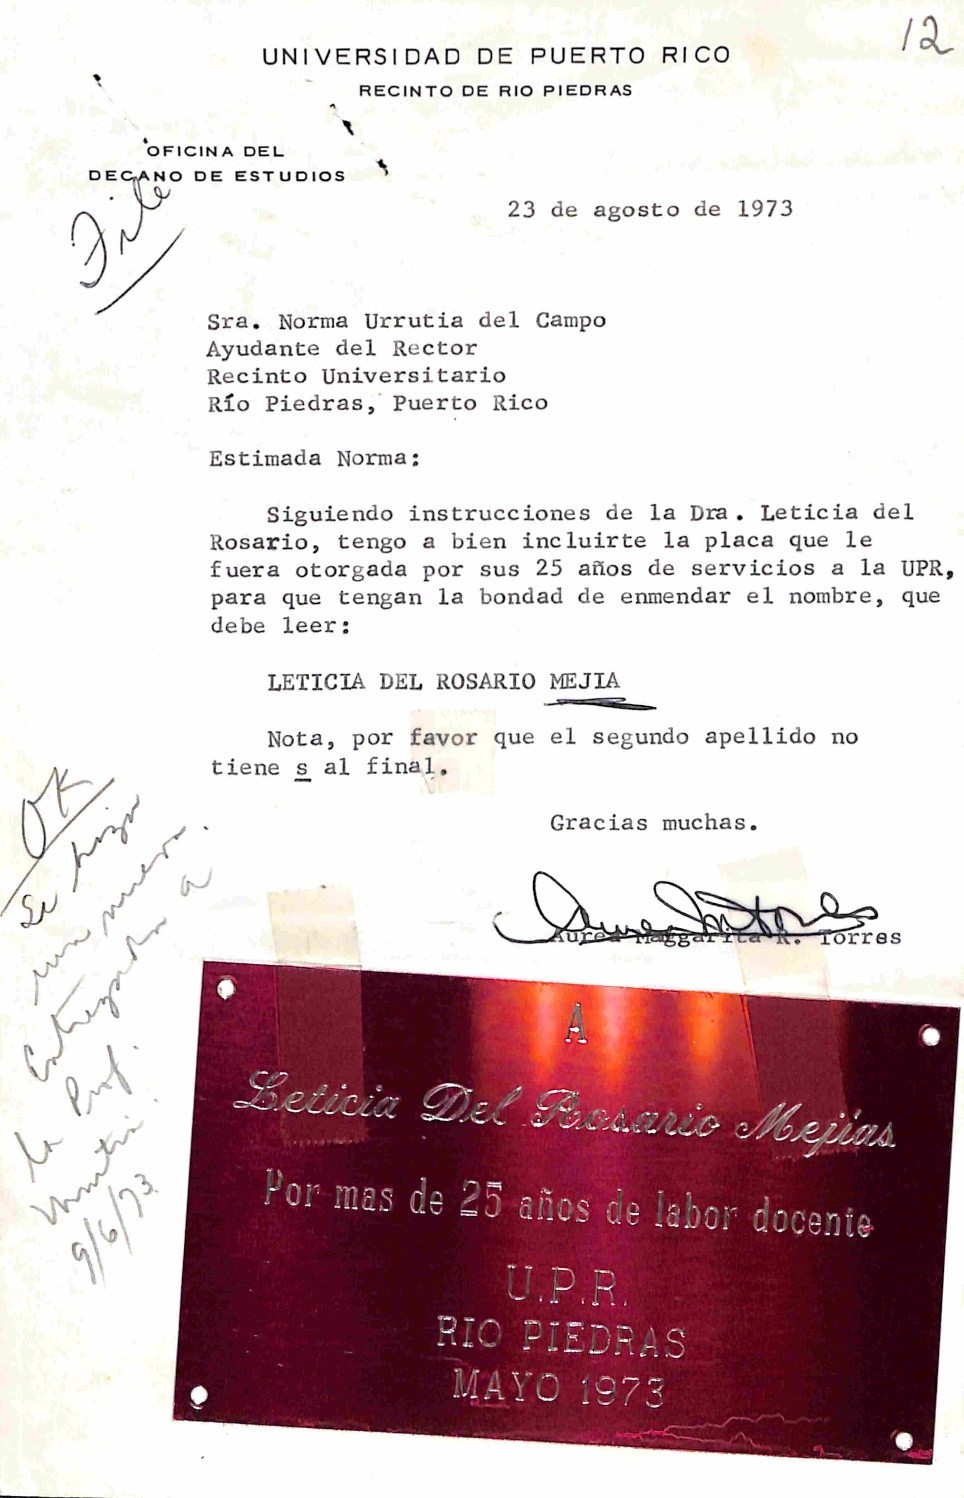 12
UNIVERSIDAD DE PUERTO RICO
RECINTO DE RIO PIEDRAS
OFICINA DEL
DECANO DE ESTUDIOS
File
23 de agosto de 1973
Sra. Norma Urrutia del Campo
Ayudante del Rector
Recinto Universitario
Río Piedras, Puerto Rico
Estimada Norma:
Siguiendo instrucciones de la Dra. Leticia del
Rosario, tengo a bien incluirte la placa que le
fuera otorgada por sus 25 años de servicios a la UPR,
para que tengan la bondad de enmendar el nombre, que
debe leer:
LETICIA DEL ROSARIO MEJIA
Nota, por favor que el segundo apellido no
tiene s al final.
Gracias muchas.
Aurea Maggarita R. Torres
OK
Se hizo
una nueva.
Entregada a
la Prof.
9/6/73
A
Leticia Del Rosario Mejías
Por mas de 25 años de labor docente
U.P.R.
RIO PIEDRAS
MAYO 1973